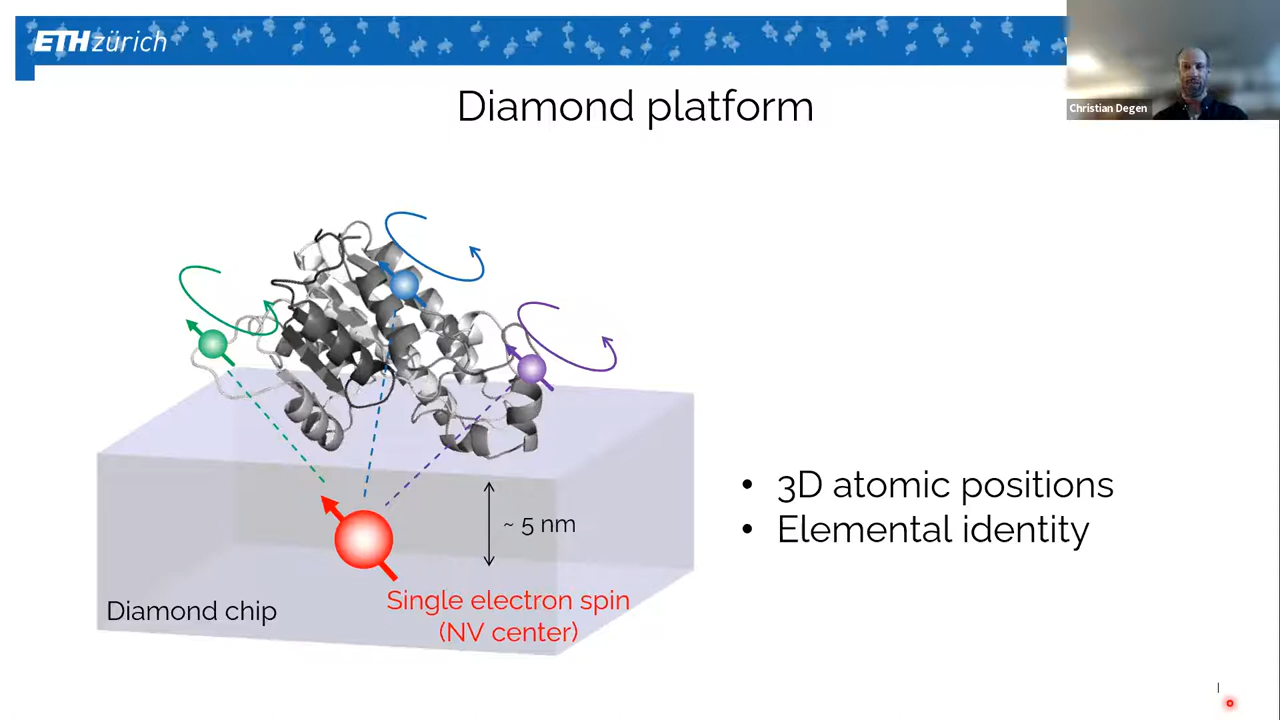 ETH zürich
Christian Degen
Diamond platform
~ 5 nm
• 3D atomic positions
• Elemental identity
Single electron spin
(NV center)
Diamond chip